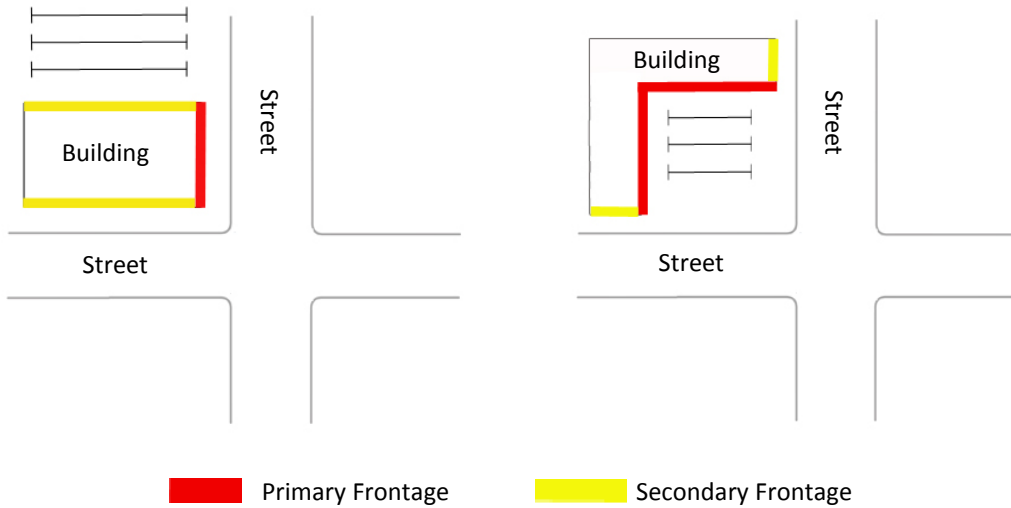 Building
Street
Building
Street
Street
Street
Primary Frontage
Secondary Frontage